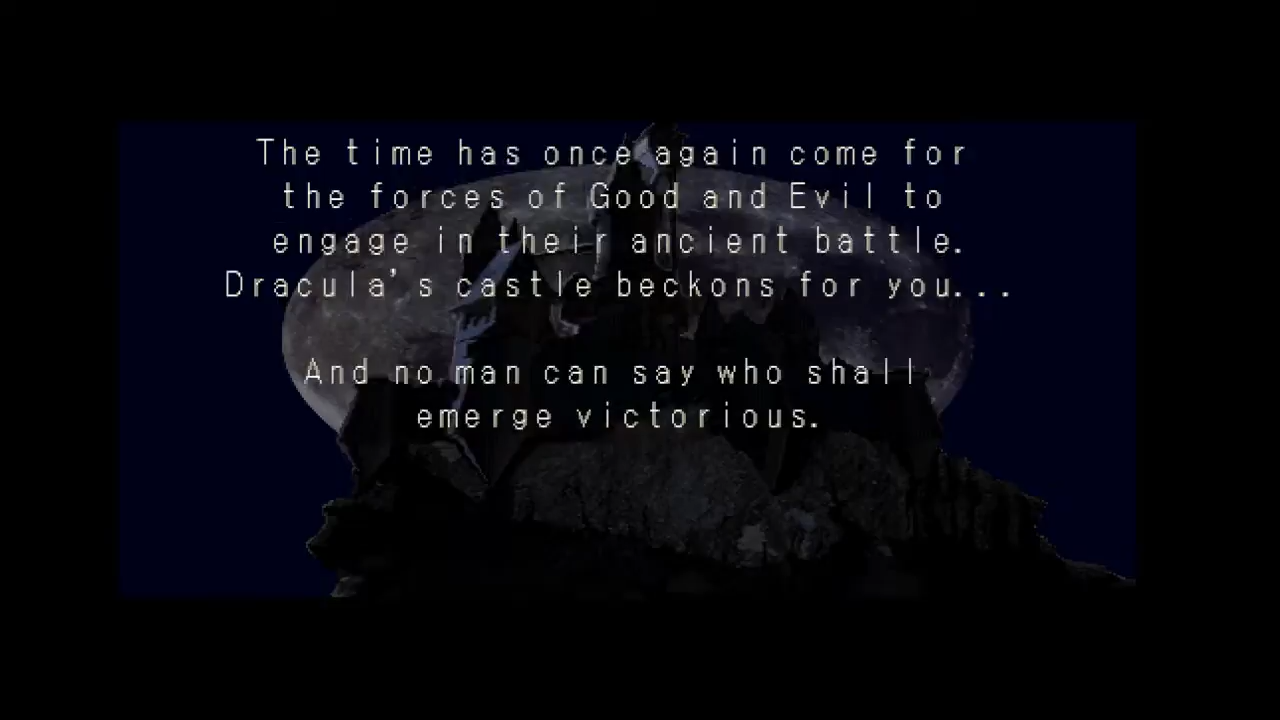 The time has once again come for
the forces of Good and Evil to
engage in their ancient battle.
Dracula's castle beckons for you...
And no man can say who shall
emerge victorious.